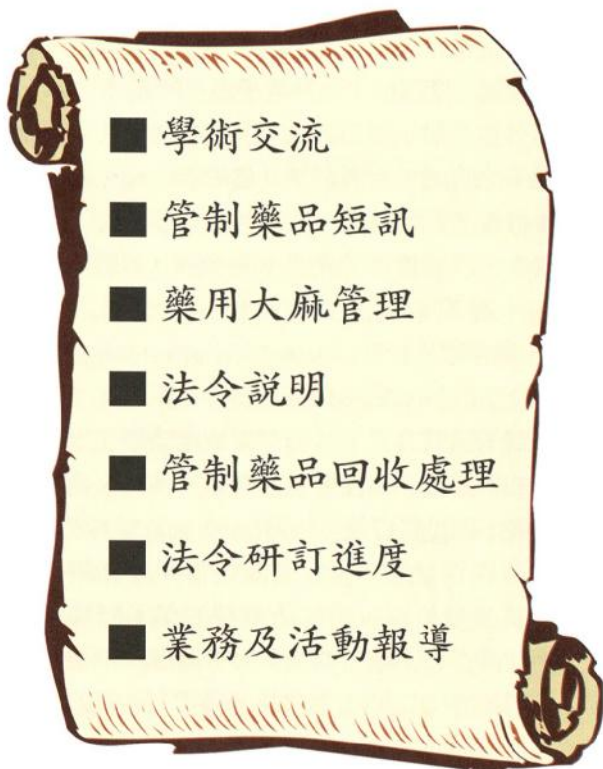 ■ 學術交流
■ 管制藥品短訊
■ 藥用大麻管理
■ 法令説明
■ 管制藥品回收處理
■ 法令研訂進度
■ 業務及活動報導